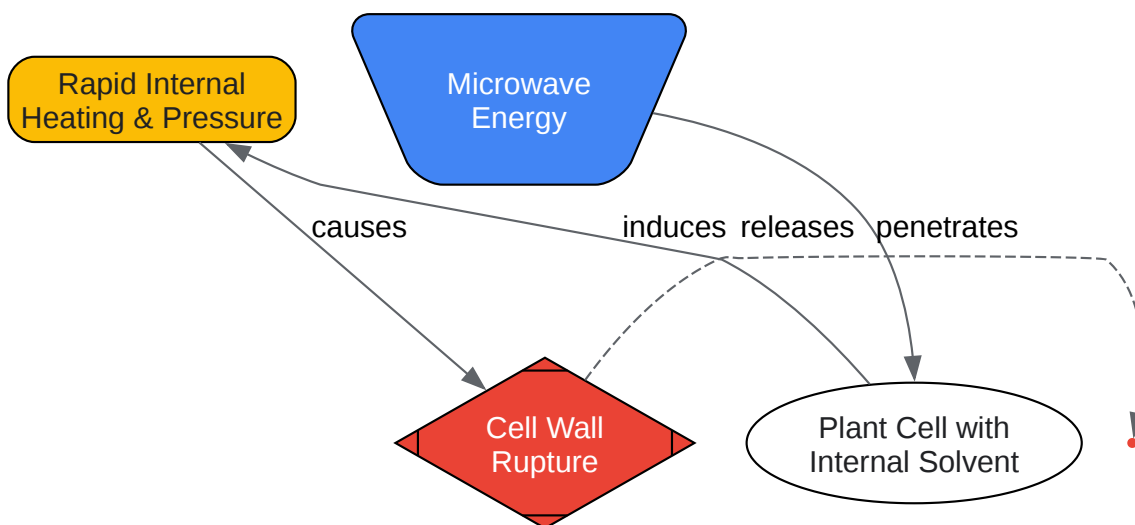 Rapid Internal
Heating & Pressure
Microwave
Energy
causes
induces
releases
penetrates
Cell Wall
Rupture
Plant Cell with
Internal Solvent